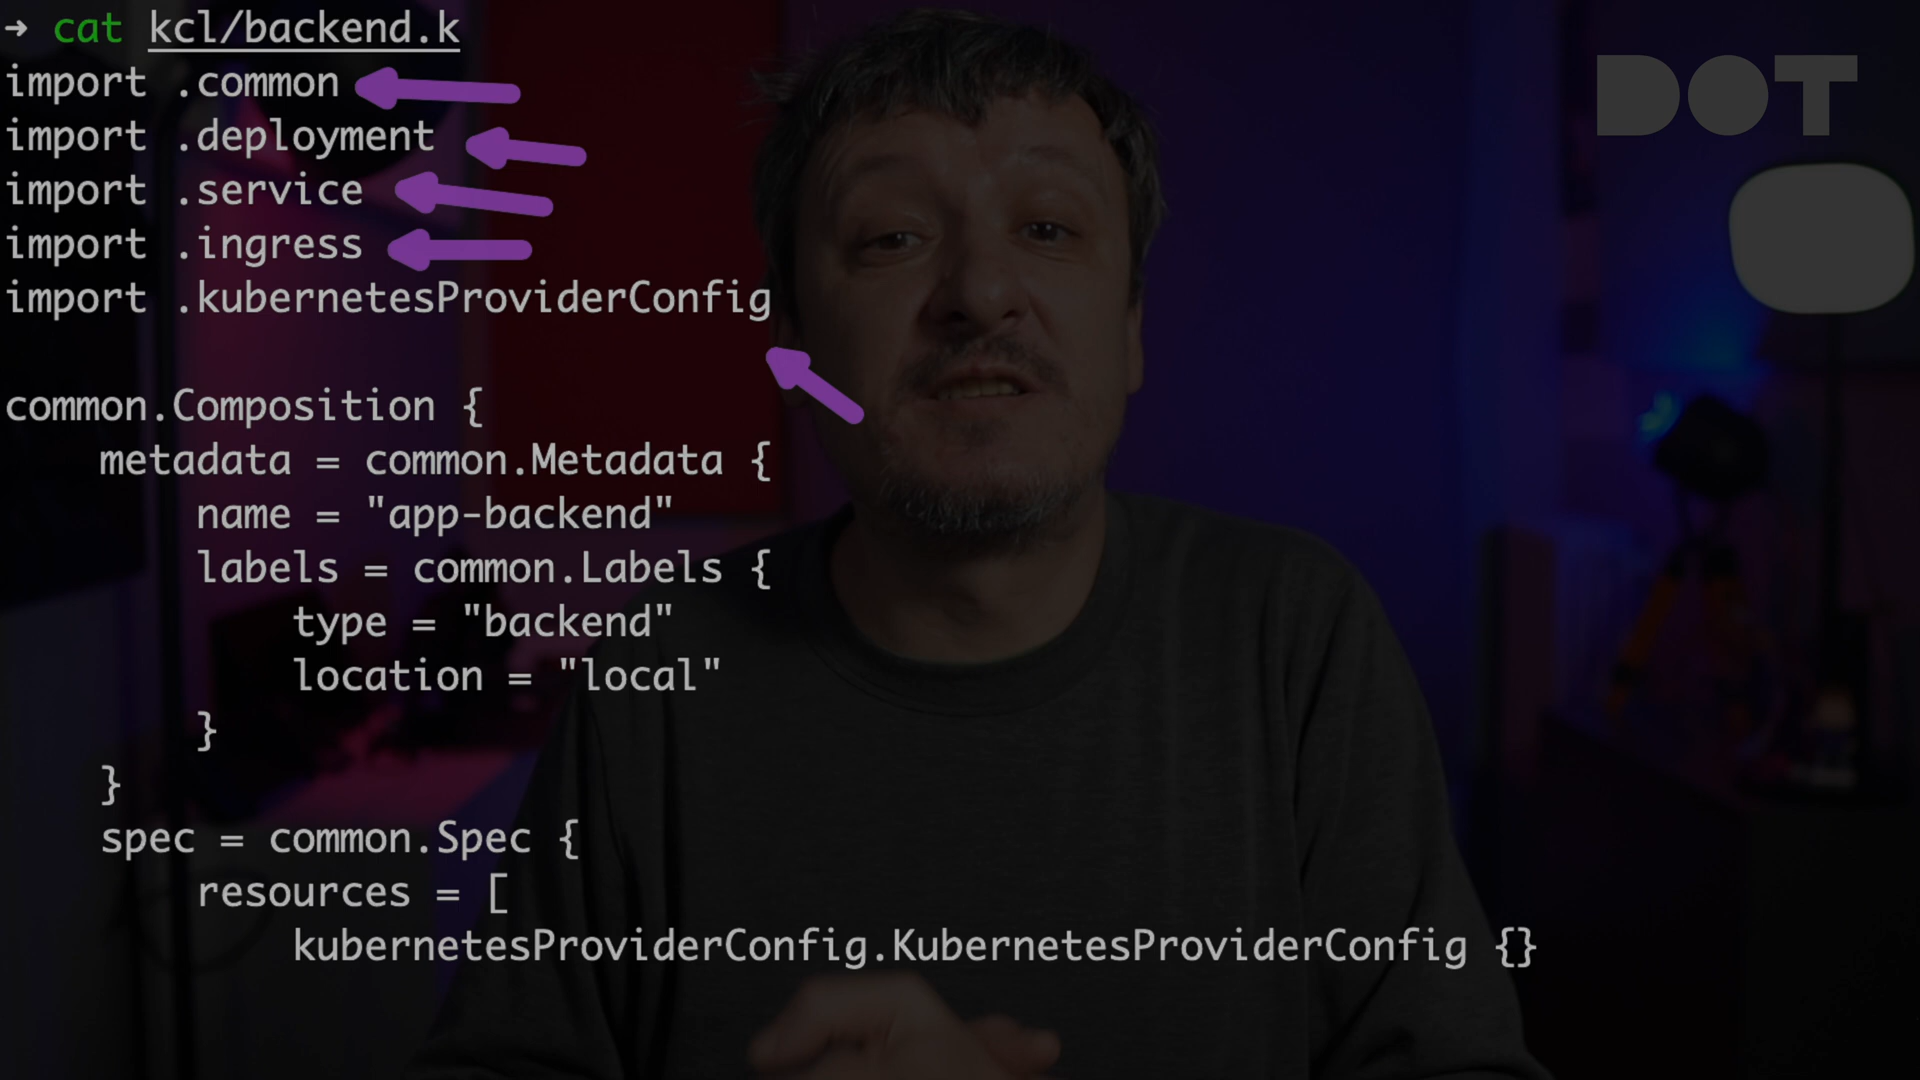 → cat kcl/backend.k
import .common
import .deployment
import .service
import .ingress
import .kubernetesProviderConfig
common.Composition {
    metadata = common.Metadata {
        name = "app-backend"
        labels = common.Labels {
            type = "backend"
            location = "local"
        }
    }
    spec = common.Spec {
        resources = [
            kubernetesProviderConfig.KubernetesProviderConfig {}
DOT